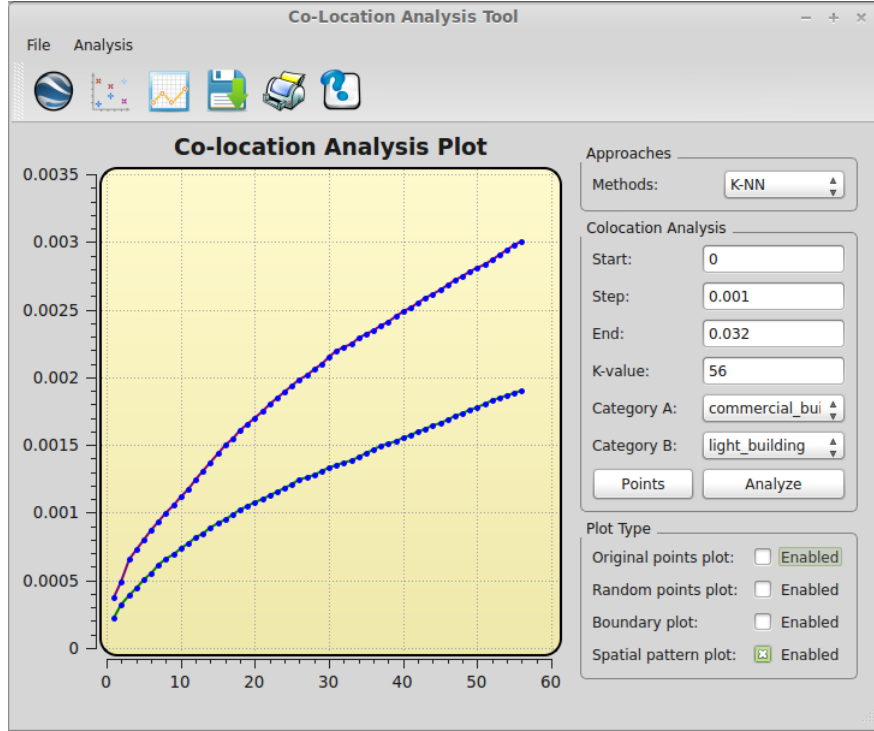 Co-Location Analysis Tool
File Analysis
Co-location Analysis Plot
0.0035
0.003
0.0025
0.002
0.0015
0.001
0.0005
0
0 10 20 30 40 50 60
Approaches
Methods: K-NN
Colocation Analysis
Start: 0
Step: 0.001
End: 0.032
K-value: 56
Category A: commercial_bui
Category B: light_building
Points Analyze
Plot Type
Original points plot: Enabled
Random points plot: Enabled
Boundary plot: Enabled
Spatial pattern plot: Enabled